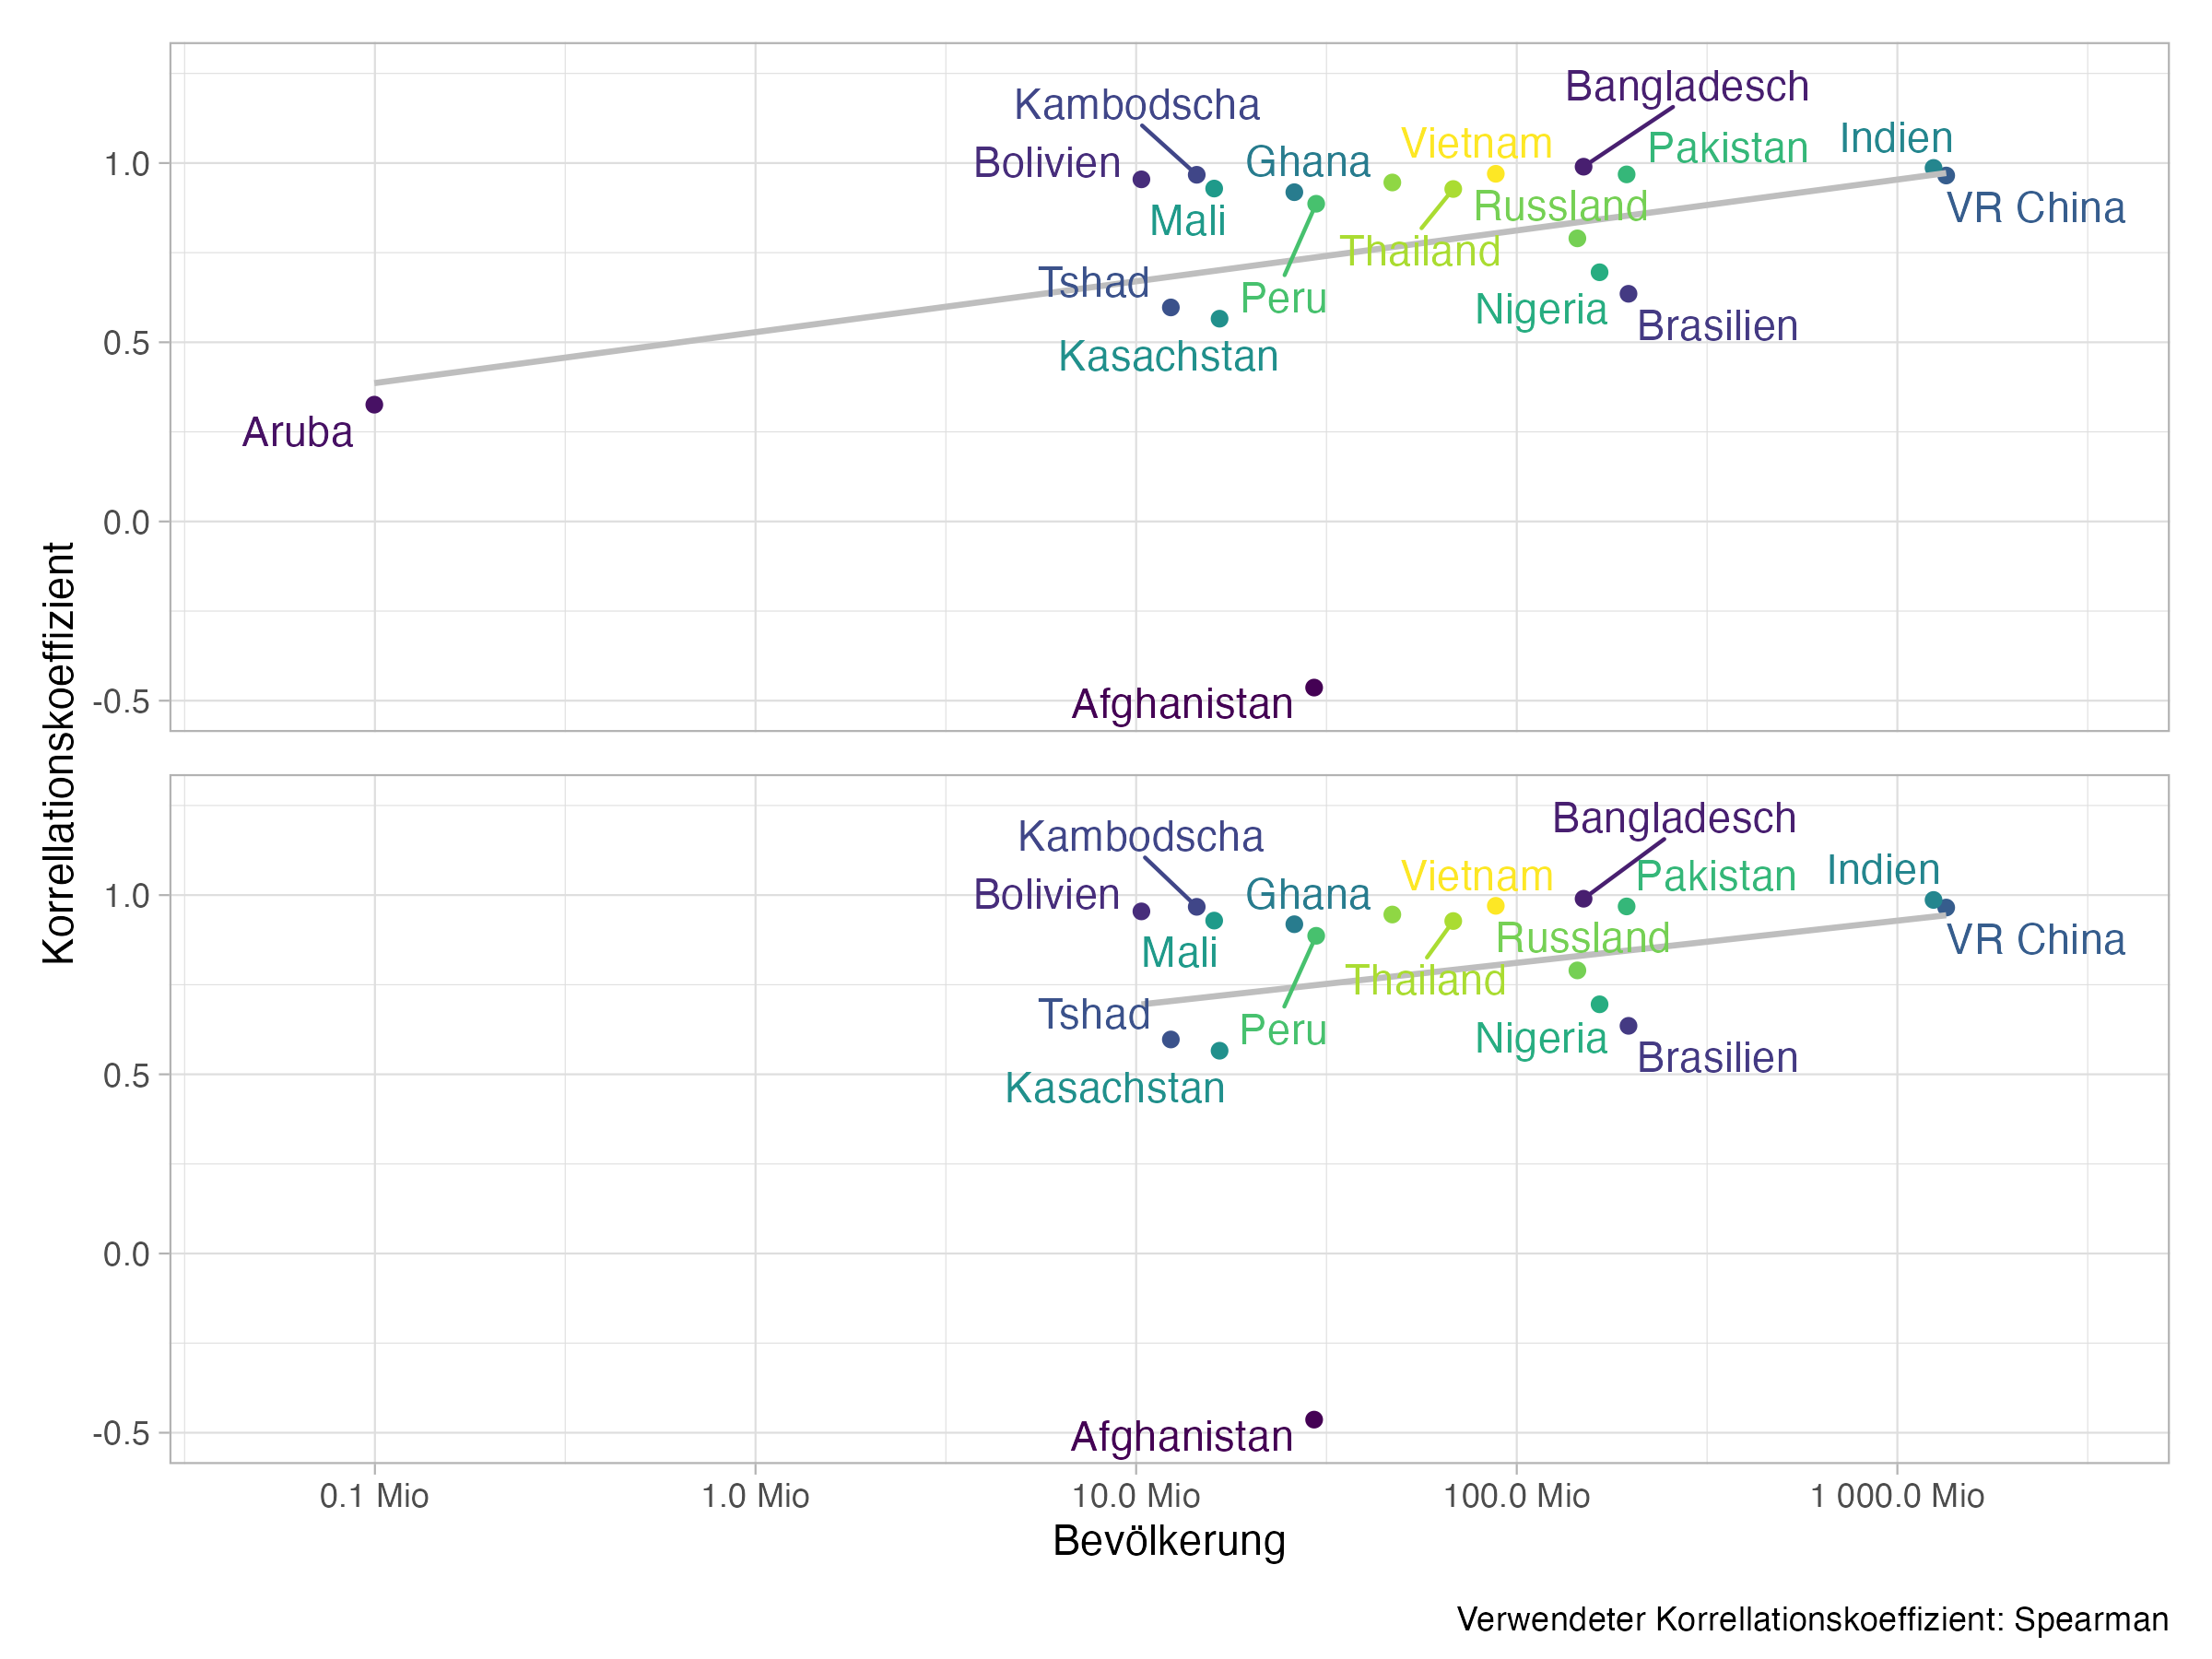 Korrellationskoeffizient
1.0
0.5
0.0
-0.5
Bangladesch
Kambodscha
Vietnam
Pakistan
Indien
Bolivien
Ghana
Mali
Russland
VR China
Thailand
Tshad
Peru
Nigeria
Brasilien
Kasachstan
Aruba
Afghanistan
1.0
0.5
0.0
-0.5
Bangladesch
Kambodscha
Vietnam
Pakistan
Indien
Bolivien
Ghana
Mali
Russland
VR China
Thailand
Tshad
Peru
Nigeria
Brasilien
Kasachstan
Afghanistan
0.1 Mio
1.0 Mio
10.0 Mio
100.0 Mio
1 000.0 Mio
Bevölkerung
Verwendeter Korrellationskoeffizient: Spearman